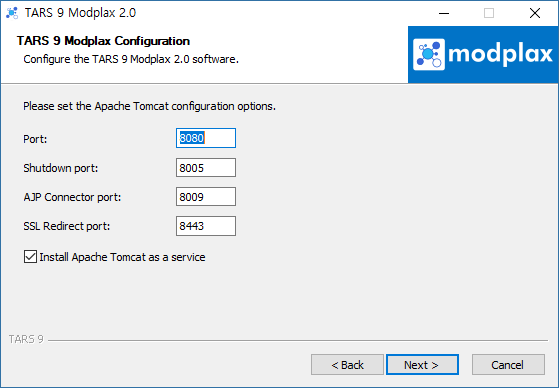 TARS 9 Modplax 2.0
TARS 9 Modplax Configuration
Configure the TARS 9 Modplax 2.0 software.
modplax
Please set the Apache Tomcat configuration options.
Port: 8080
Shutdown port: 8005
AJP Connector port: 8009
SSL Redirect port: 8443
Install Apache Tomcat as a service
TARS 9
< Back Next > Cancel